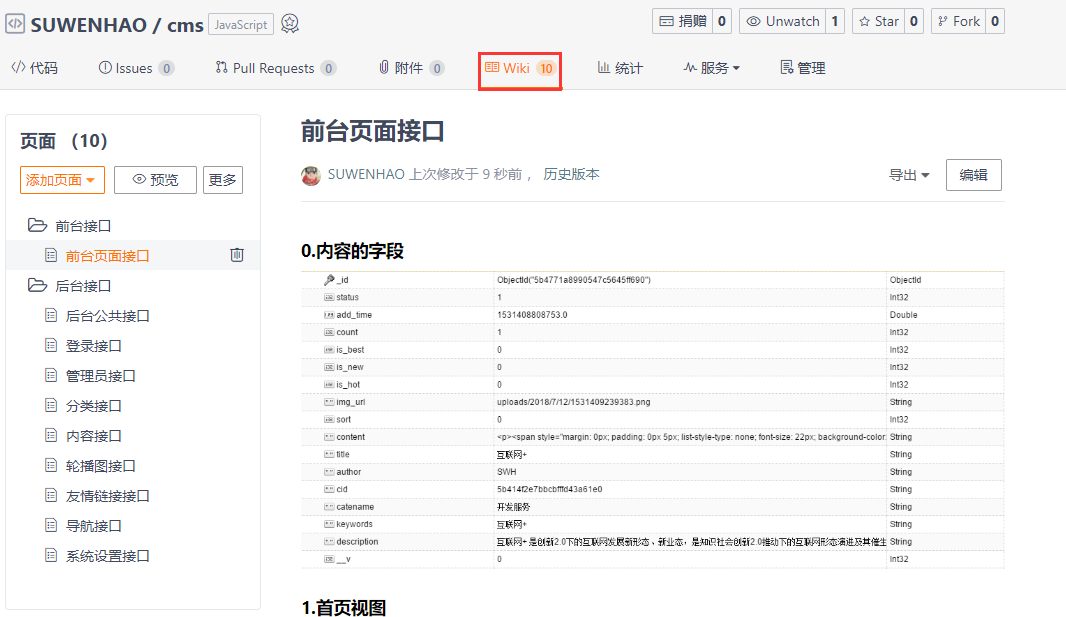 SUWENHAO / cms JavaScript 捐赠 0 Unwatch 1 Star 0 Fork 0
代码 Issues 0 Pull Requests 0 附件 0 Wiki 10 统计 服务 管理
页面 （10）
添加页面 预览 更多
前台接口
前台页面接口
后台接口
后台公共接口
登录接口
管理员接口
分类接口
内容接口
轮播图接口
友情链接接口
导航接口
系统设置接口
前台页面接口
SUWENHAO 上次修改于 9 秒前 ， 历史版本 导出 编辑
0.内容的字段
_id ObjectId("5b4771a8990547c5645ff690") ObjectId
status 1 Int32
add_time 1531408808753.0 Double
count 1 Int32
is_best 0 Int32
is_new 0 Int32
is_hot 0 Int32
img_url uploads/2018/7/12/1531409239383.png String
sort 0 Int32
content <p><span style="margin: 0px; padding: 0px 5px; list-style-type: none; font-size: 22px; background-color: String
title 互联网+ String
author SWH String
cid 5b414f2e7bbcbfffd43a61e0 String
catename 开发服务 String
keywords 互联网+ String
description 互联网+ 是创新2.0下的互联网发展新形态、新业态，是知识社会创新2.0推动下的互联网形态演进及其催生 String
__v 0 Int32
1.首页视图